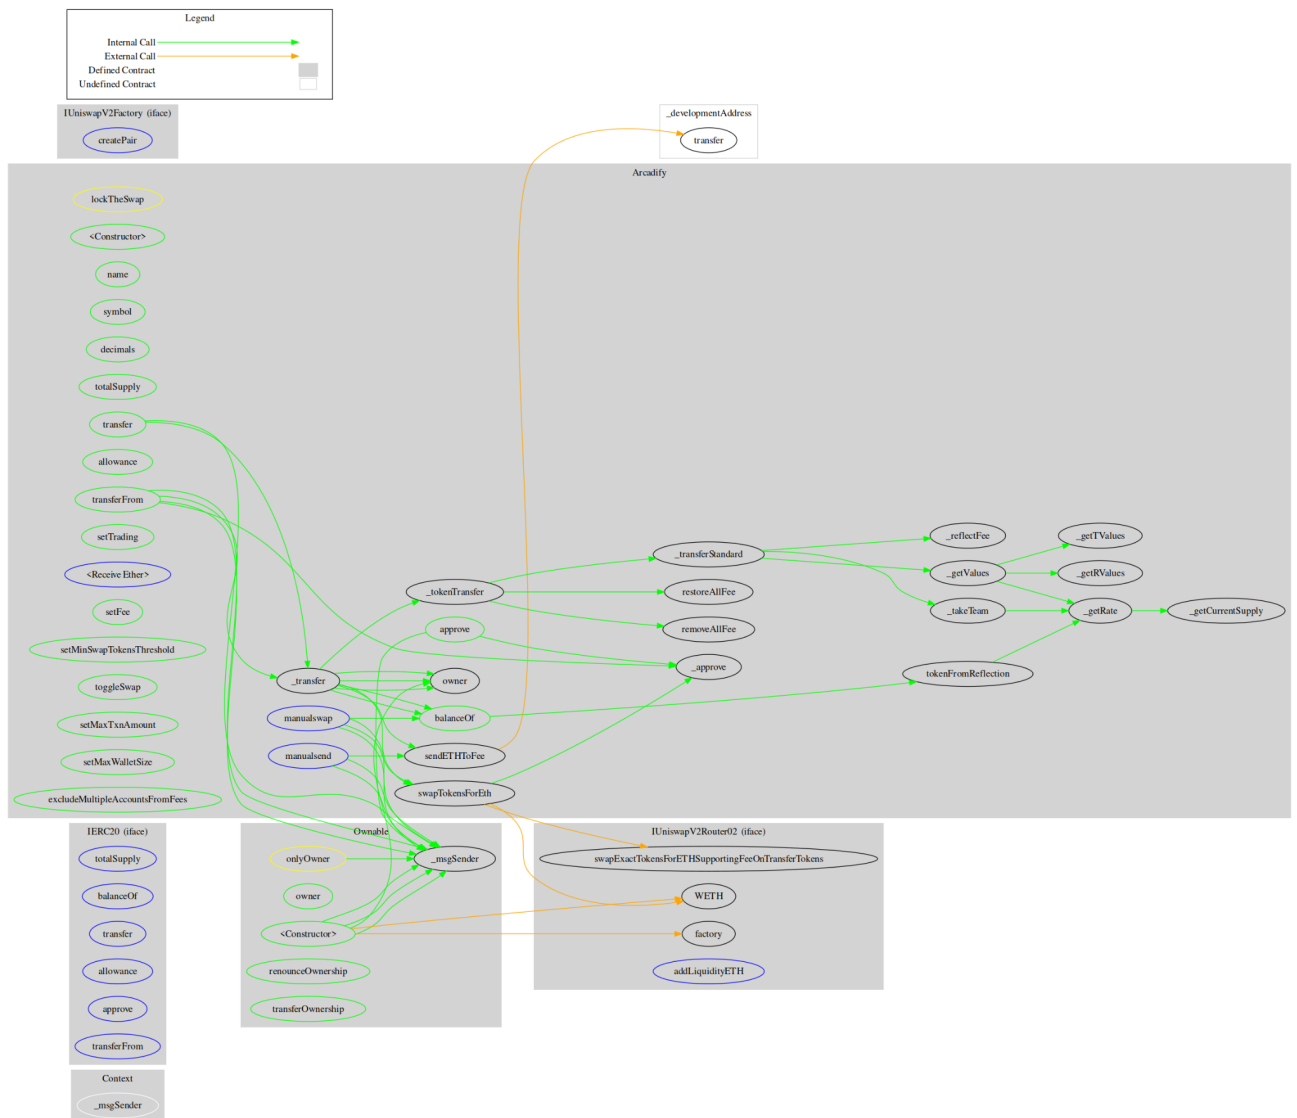 Legend
Internal Call
External Call
Defined Contract
Undefined Contract
IUniswapV2Factory (iface)
createPair
_developmentAddress
transfer
Arcadify
lockTheSwap
<Constructor>
name
symbol
decimals
totalSupply
transfer
allowance
transferFrom
setTrading
<Receive Ether>
setFee
setMinSwapTokensThreshold
toggleSwap
setMaxTxnAmount
setMaxWalletSize
excludeMultipleAccountsFromFees
_transfer
manualswap
manualsend
_tokenTransfer
approve
owner
balanceOf
sendETHToFee
swapTokensForEth
_transferStandard
restoreAllFee
removeAllFee
_approve
_reflectFee
_getValues
_takeTeam
tokenFromReflection
_getTValues
_getRValues
_getRate
_getCurrentSupply
IERC20 (iface)
totalSupply
balanceOf
transfer
allowance
approve
transferFrom
Ownable
onlyOwner
owner
<Constructor>
renounceOwnership
transferOwnership
_msgSender
IUniswapV2Router02 (iface)
swapExactTokensForETHSupportingFeeOnTransferTokens
WETH
factory
addLiquidityETH
Context
_msgSender